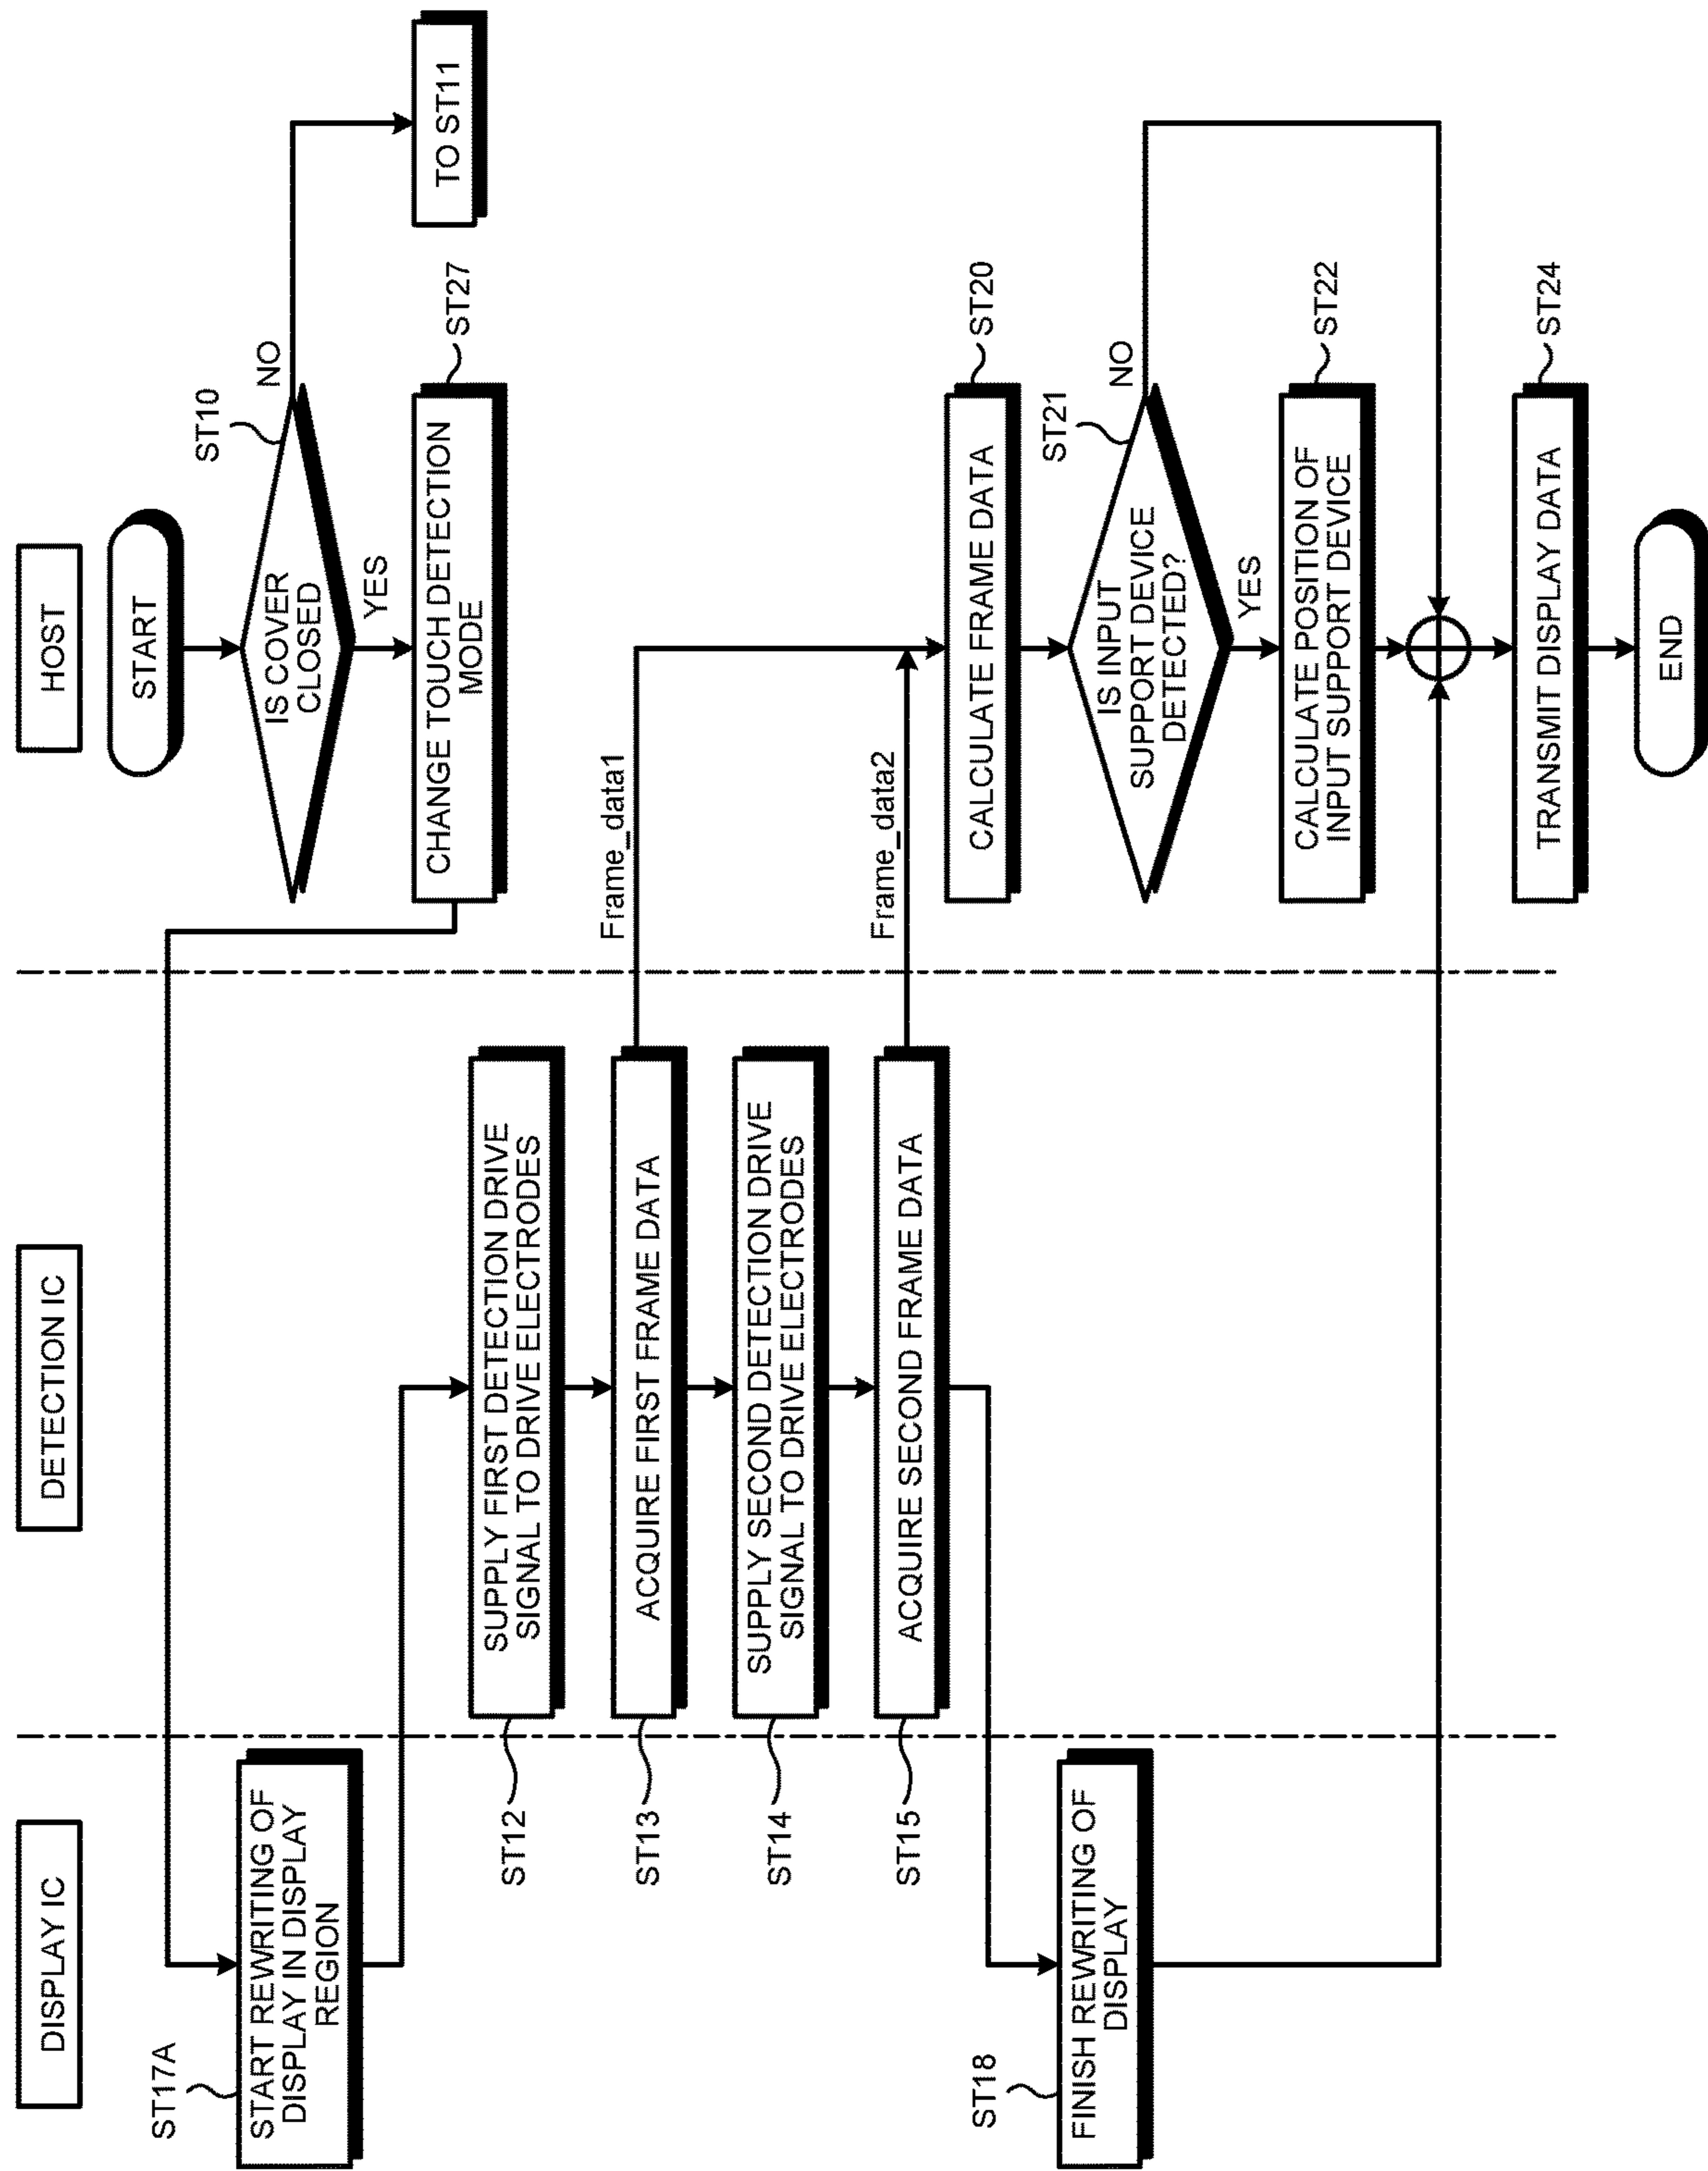 DISPLAY IC
DETECTION IC
HOST
START
ST10
IS COVER
CLOSED
NO
YES
TO ST11
CHANGE TOUCH DETECTION
MODE
ST27
ST17A
START REWRITING OF
DISPLAY IN DISPLAY
REGION
SUPPLY FIRST DETECTION DRIVE
SIGNAL TO DRIVE ELECTRODES
ST12
ACQUIRE FIRST FRAME DATA
ST13
Frame_data1
SUPPLY SECOND DETECTION DRIVE
SIGNAL TO DRIVE ELECTRODES
ST14
ACQUIRE SECOND FRAME DATA
ST15
Frame_data2
CALCULATE FRAME DATA
ST20
ST18
FINISH REWRITING OF
DISPLAY
ST21
IS INPUT
SUPPORT DEVICE
DETECTED?
NO
YES
CALCULATE POSITION OF
INPUT SUPPORT DEVICE
ST22
TRANSMIT DISPLAY DATA
ST24
END